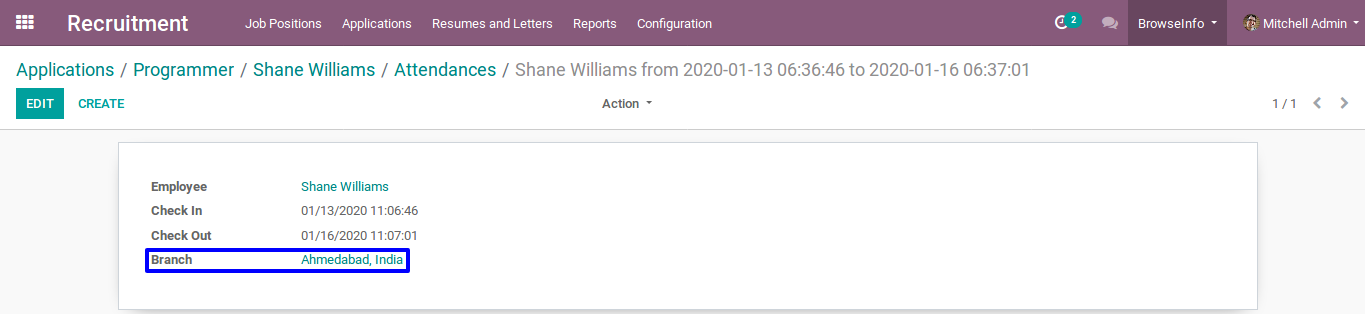 Recruitment Job Positions Applications Resumes and Letters Reports Configuration 2 BrowseInfo Mitchell Admin
Applications / Programmer / Shane Williams / Attendances / Shane Williams from 2020-01-13 06:36:46 to 2020-01-16 06:37:01
EDIT CREATE Action 1 / 1
Employee Shane Williams
Check In 01/13/2020 11:06:46
Check Out 01/16/2020 11:07:01
Branch Ahmedabad, India